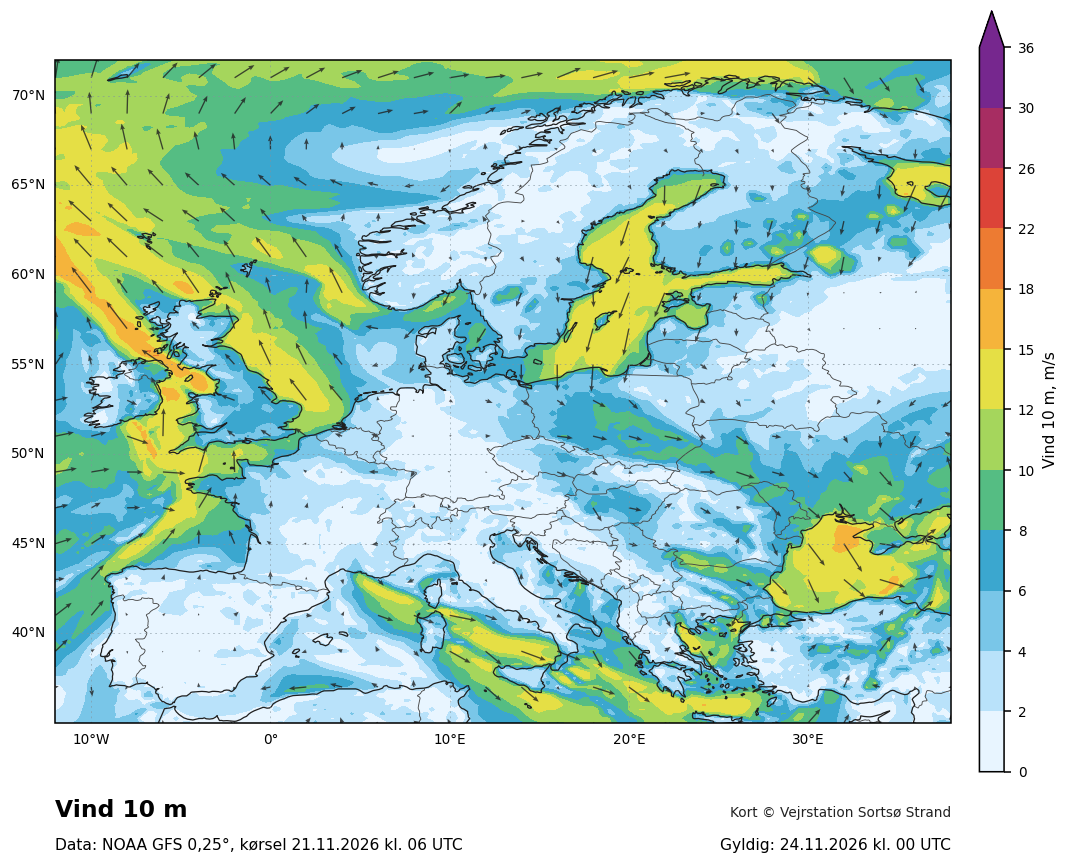 70°N
65°N
60°N
55°N
50°N
45°N
40°N
10°W 0° 10°E 20°E 30°E
36
30
26
22
18
15
12
10
8
6
4
2
0
Vind 10 m, m/s
Vind 10 m
Kort © Vejrstation Sortsø Strand
Data: NOAA GFS 0,25°, kørsel 21.11.2026 kl. 06 UTC
Gyldig: 24.11.2026 kl. 00 UTC